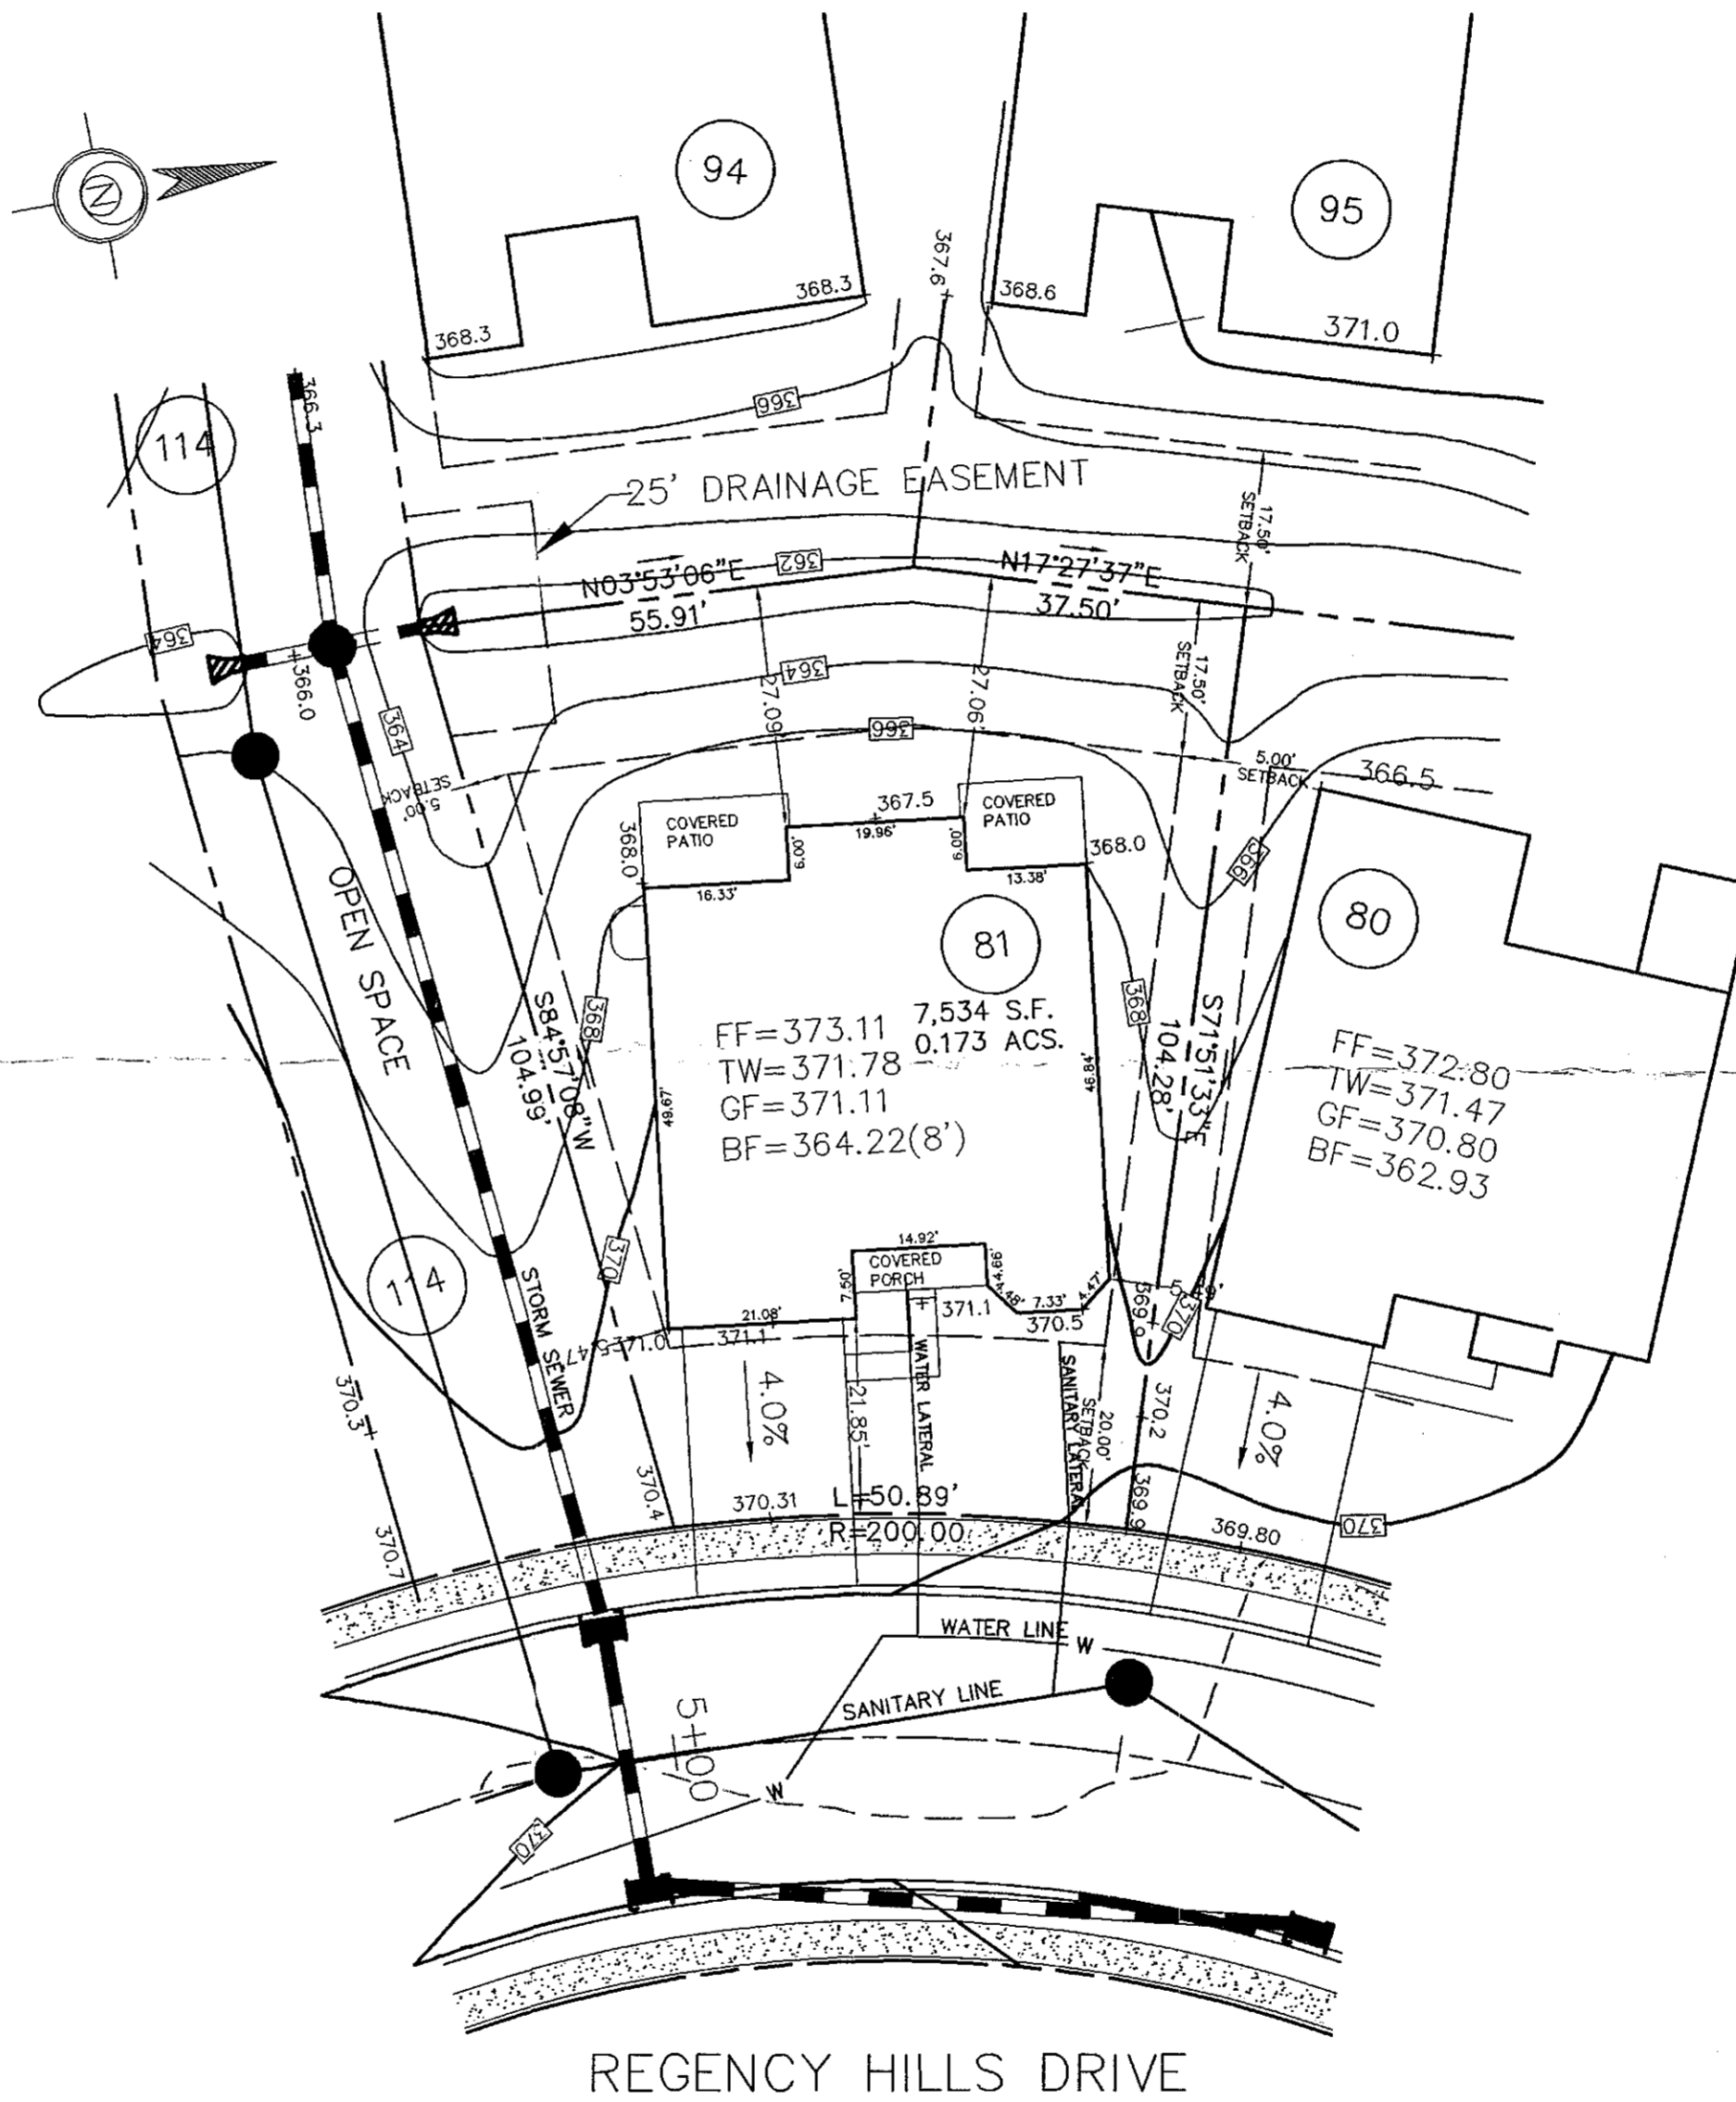 94
95
N
367.6
368.3
368.6
368.3
371.0
366
366.3
114
25' DRAINAGE EASEMENT
17.50'
SETBACK
362
N03°53'06"E
55.91'
N17°27'37"E
37.50'
364
366.0
364
364
27.09'
27.06'
17.50'
SETBACK
366
5.00'
SETBACK
366.5
5.00'
SETBACK
COVERED
PATIO
367.5
19.96'
COVERED
PATIO
368.0
6.00'
6.00'
368.0
16.33'
13.38'
366
OPEN SPACE
81
80
7,534 S.F.
0.173 ACS.
368
368
S84°57'08"W
104.99'
S71°51'33"E
104.28'
FF=373.11
TW=371.78
GF=371.11
BF=364.22(8')
49.67'
46.84'
FF=372.80
TW=371.47
GF=370.80
BF=362.93
114
370
14.92'
COVERED
PORCH
7.50'
4.66'
4.48'
7.33'
4.47'
371.1
370.5
21.08'
371.1
369.9
370
STORM SEWER
370.3
4.0%
21.85'
WATER LATERAL
SANITARY LATERAL
20.00'
SETBACK
370.2
4.0%
370.4
370.31
L=50.89'
R=200.00'
369.9
369.80
370
370.7
WATER LINE
W
SANITARY LINE
5+00
W
370
REGENCY HILLS DRIVE